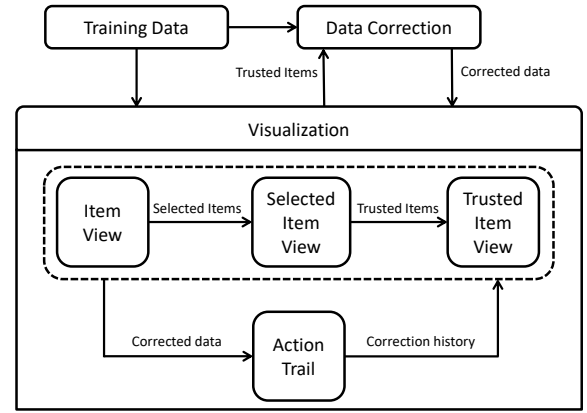 Training Data
Data Correction
Trusted Items
Corrected data
Visualization
Item
View
Selected Items
Selected
Item
View
Trusted Items
Trusted
Item
View
Corrected data
Action
Trail
Correction history